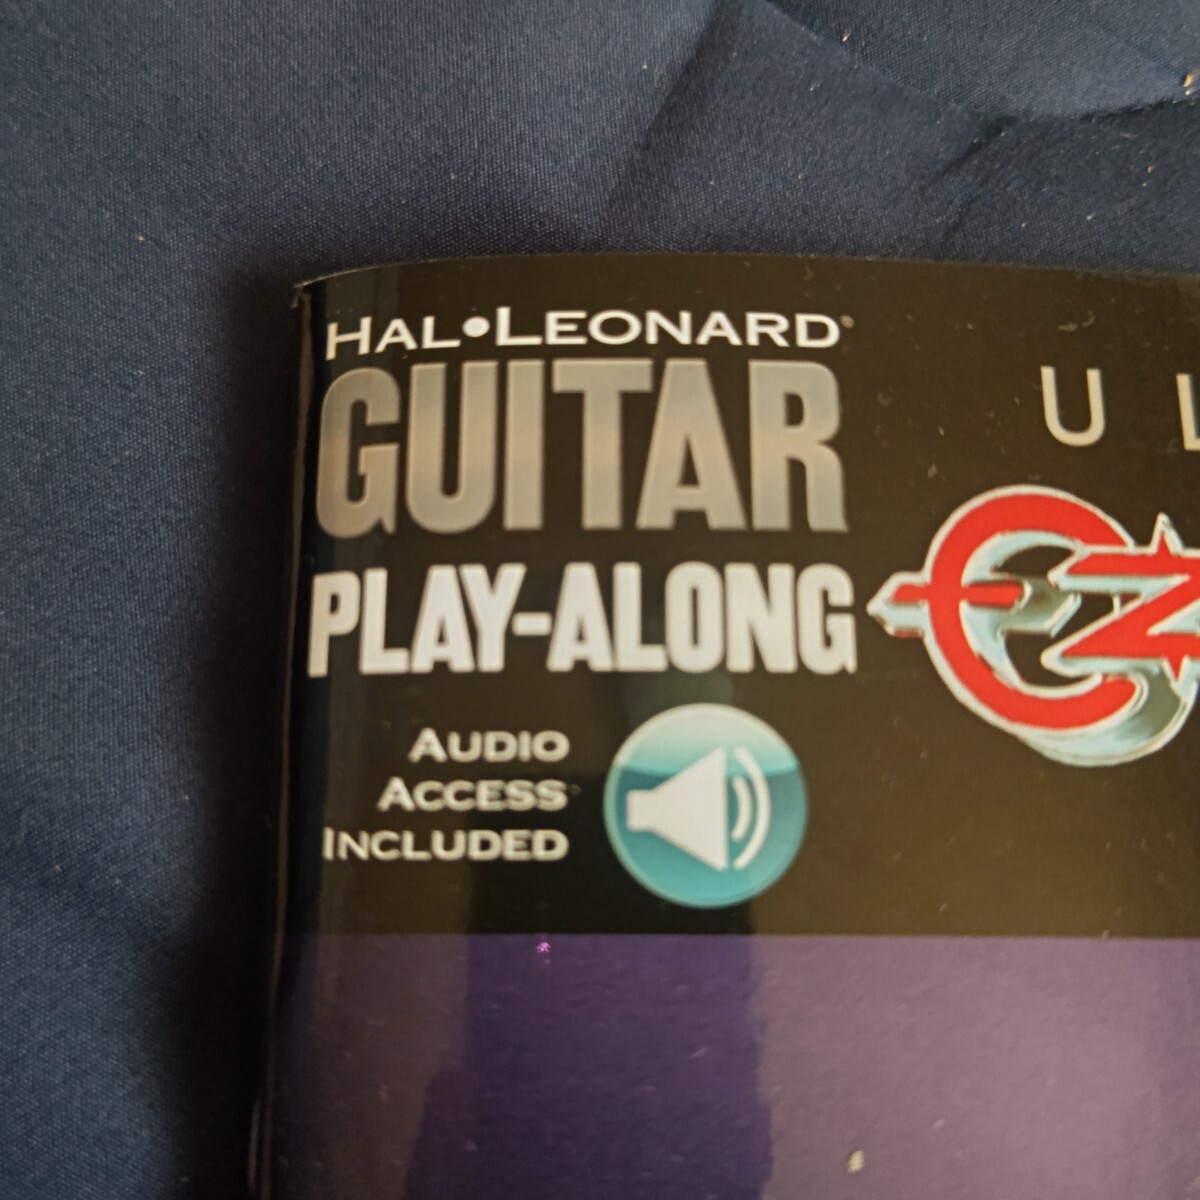 HAL•LEONARD
GUITAR
PLAY-ALONG
AUDIO
ACCESS
INCLUDED
U L